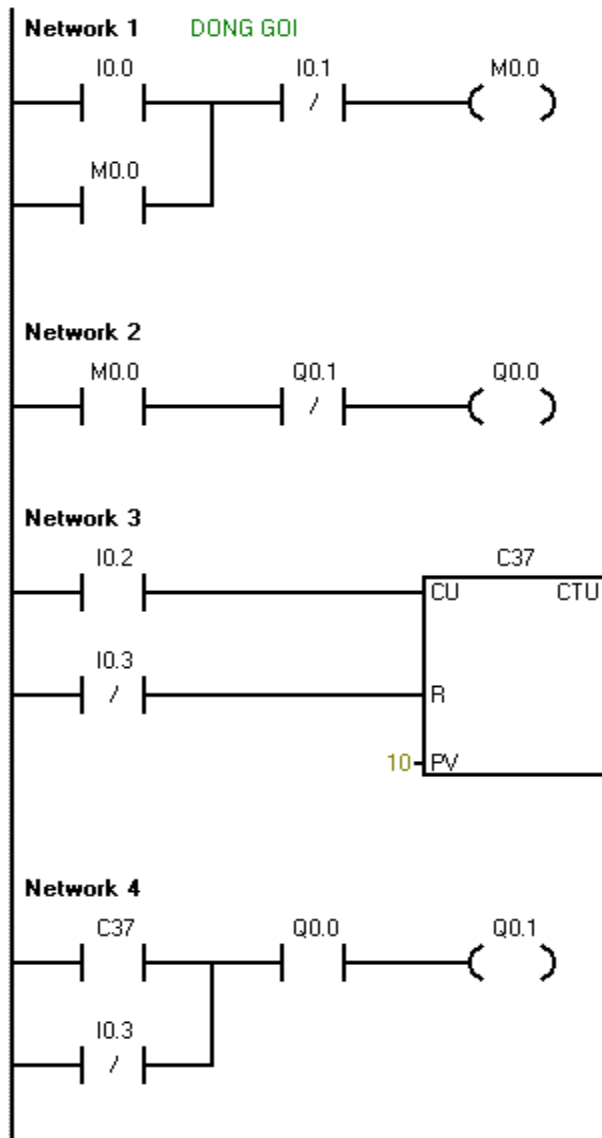 Network 1 DONG GOI
I0.0 I0.1 M0.0
/
M0.0
Network 2
M0.0 Q0.1 Q0.0
/
Network 3
I0.2 C37
CU CTU
I0.3
/ R
10 PV
Network 4
C37 Q0.0 Q0.1
I0.3
/